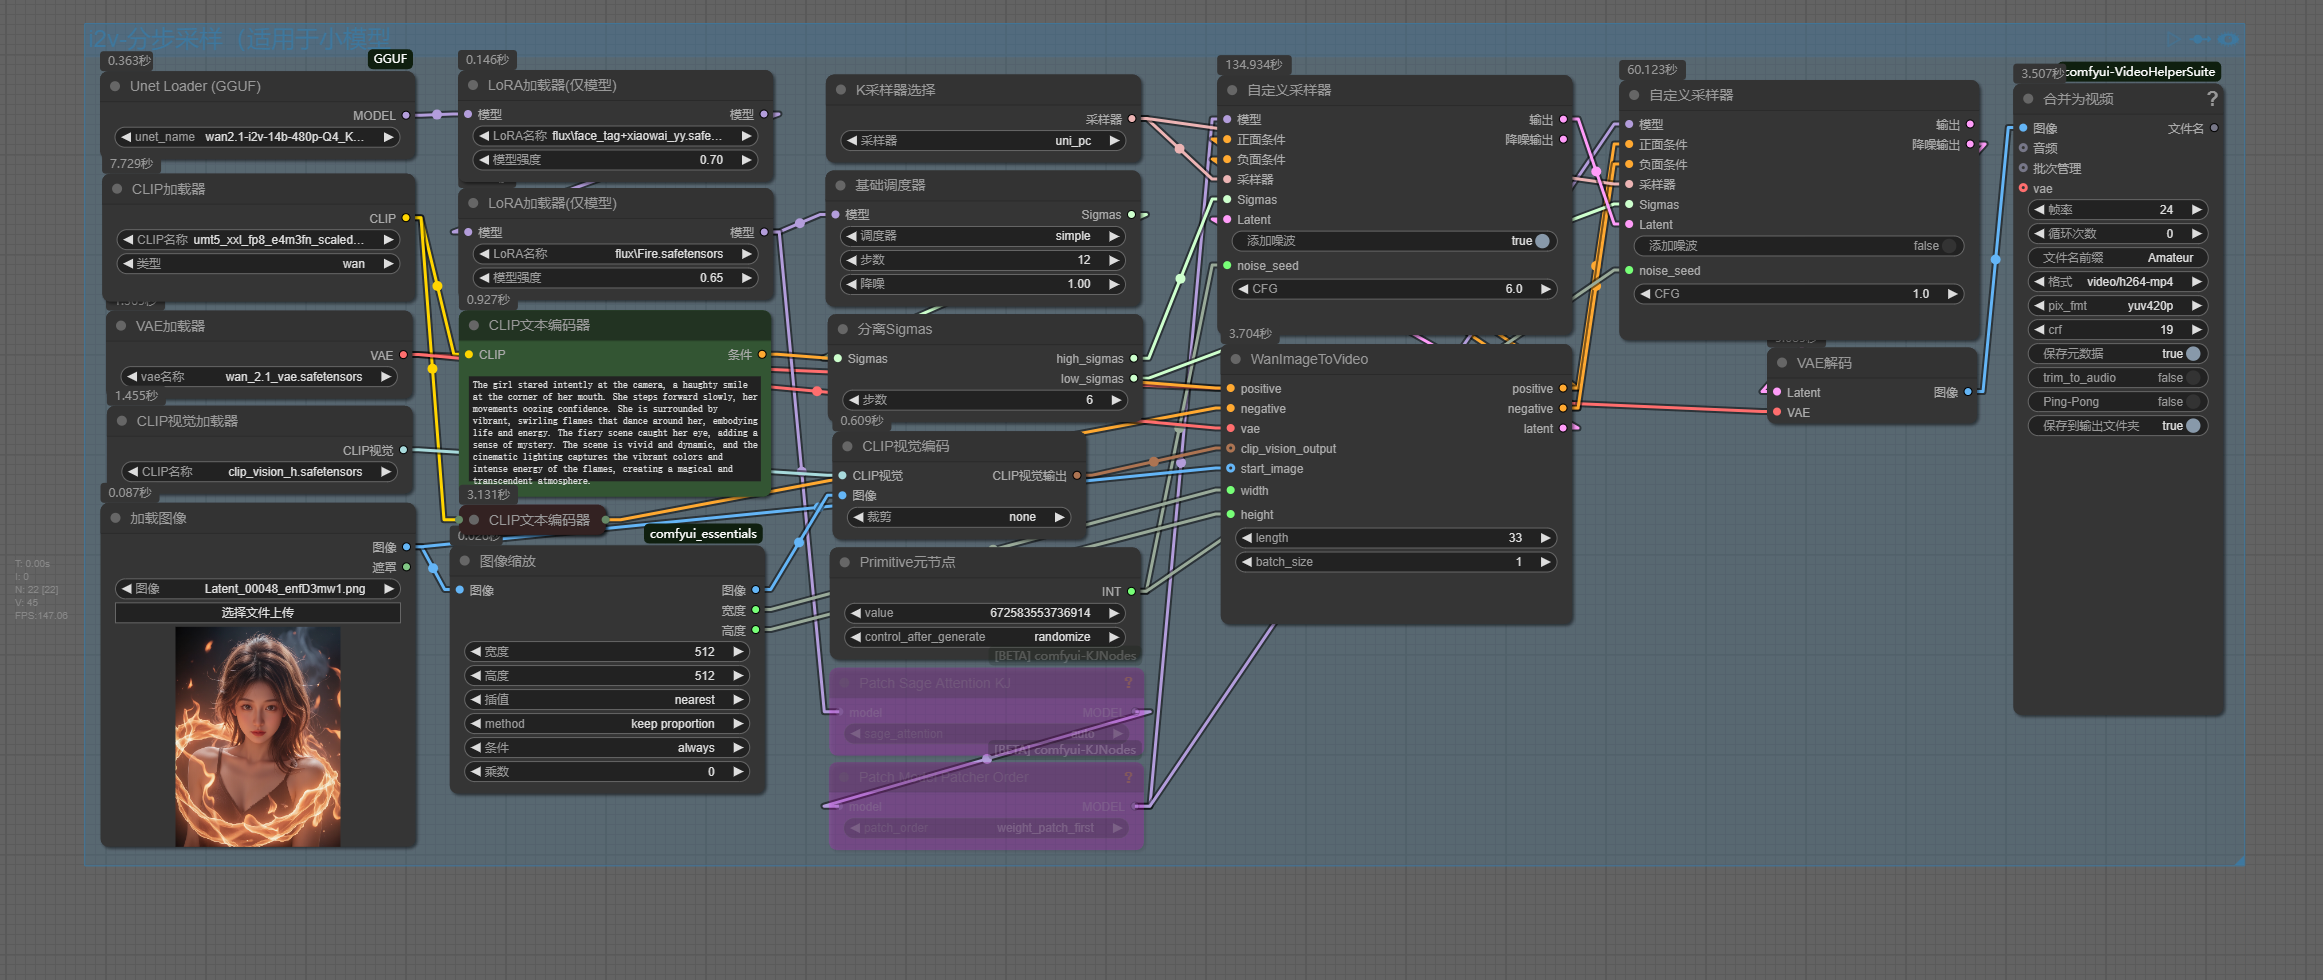 i2v-分步采样（适用于小模型
0.363秒
GGUF
Unet Loader (GGUF)
MODEL
unet_name wan2.1-i2v-14b-480p-Q4_K...
7.729秒
CLIP加载器
CLIP
CLIP名称 umt5_xxl_fp8_e4m3fn_scaled...
类型 wan
VAE加载器
VAE
vae名称 wan_2.1_vae.safetensors
1.455秒
CLIP视觉加载器
CLIP视觉
CLIP名称 clip_vision_h.safetensors
0.087秒
加载图像
图像
遮罩
图像 Latent_00048_enfD3mw1.png
选择文件上传
T: 0.00s
I: 0
N: 22 [22]
V: 45
FPS:147.06
0.146秒
LoRA加载器(仅模型)
模型 模型
LoRA名称 flux\face_tag+xiaowai_yy.safe...
模型强度 0.70
LoRA加载器(仅模型)
模型 模型
LoRA名称 flux\Fire.safetensors
模型强度 0.65
0.927秒
CLIP文本编码器
CLIP 条件
The girl stared intently at the camera, a haughty smile
at the corner of her mouth. She steps forward slowly, her
movements oozing confidence. She is surrounded by
vibrant, swirling flames that dance around her, embodying
life and energy. The fiery scene caught her eye, adding a
sense of mystery. The scene is vivid and dynamic, and the
cinematic lighting captures the vibrant colors and
intense energy of the flames, creating a magical and
transcendent atmosphere.
3.131秒
CLIP文本编码器
comfyui_essentials
图像缩放
图像 图像
宽度
高度
宽度 512
高度 512
插值 nearest
method keep proportion
条件 always
乘数 0
K采样器选择
采样器
采样器 uni_pc
基础调度器
模型 Sigmas
调度器 simple
步数 12
降噪 1.00
分离Sigmas
Sigmas high_sigmas
low_sigmas
步数 6
0.609秒
CLIP视觉编码
CLIP视觉 CLIP视觉输出
图像
裁剪 none
Primitive元节点
INT
value 672583553736914
control_after_generate randomize
[BETA] comfyui-KJNodes
Patch Sage Attention KJ ?
model MODEL
sage_attention auto
[BETA] comfyui-KJNodes
Patch Model Patcher Order ?
model MODEL
patch_order weight_patch_first
134.934秒
自定义采样器
模型 输出
正面条件 降噪输出
负面条件
采样器
Sigmas
Latent
添加噪波 true
noise_seed
CFG 6.0
3.704秒
WanImageToVideo
positive positive
negative negative
vae latent
clip_vision_output
start_image
width
height
length 33
batch_size 1
60.123秒
自定义采样器
模型 输出
正面条件 降噪输出
负面条件
采样器
Sigmas
Latent
添加噪波 false
noise_seed
CFG 1.0
VAE解码
Latent 图像
VAE
3.507秒
comfyui-VideoHelperSuite
合并为视频 ?
图像 文件名
音频
批次管理
vae
帧率 24
循环次数 0
文件名前缀 Amateur
格式 video/h264-mp4
pix_fmt yuv420p
crf 19
保存元数据 true
trim_to_audio false
Ping-Pong false
保存到输出文件夹 true